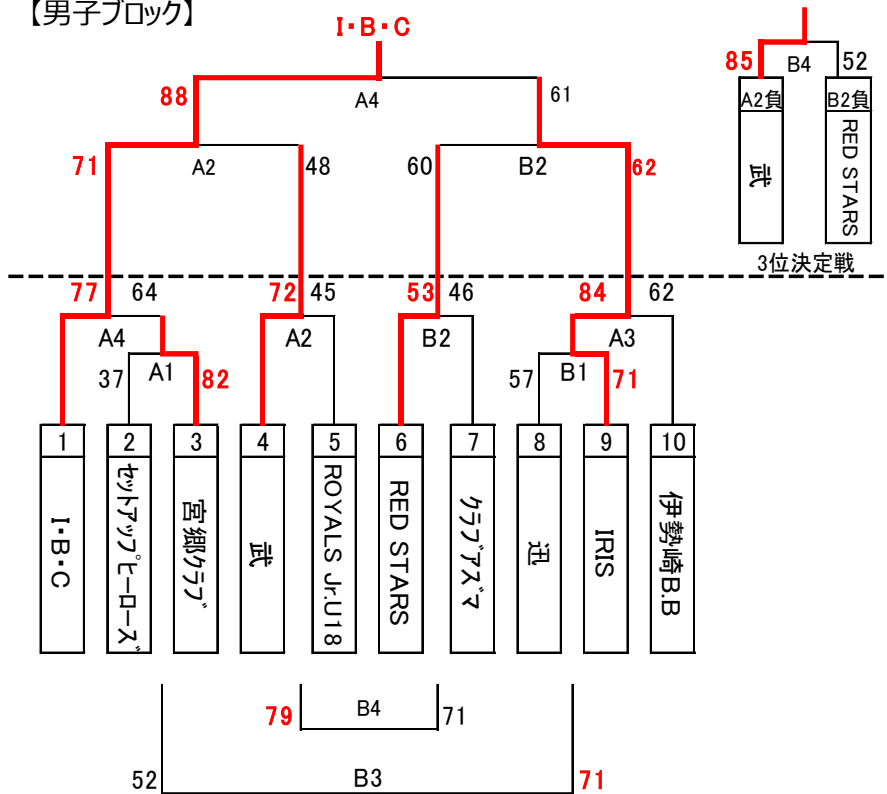 【男子ブロック】
I・B・C
88
A4
61
85
B4
52
A2負
B2負
武
RED STARS
3位決定戦
71
A2
48
60
B2
62
77
64
72
45
53
46
84
62
A4
A2
B2
A3
37
A1
82
57
B1
71
1
2
3
4
5
6
7
8
9
10
I・B・C
セットアップヒーローズ
宮郷クラブ
武
ROYALS Jr.U18
RED STARS
クラブアズマ
迅
IRIS
伊勢崎B.B
79
B4
71
52
B3
71